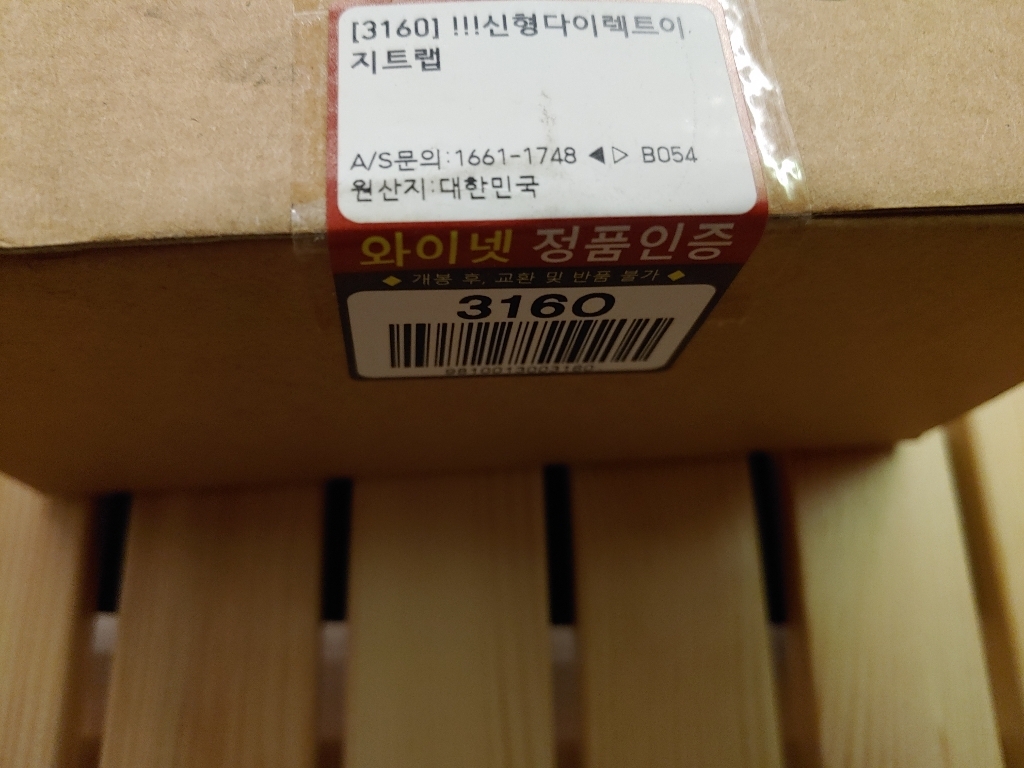 [3160] !!!신형다이렉트이
지트랩
A/S문의:1661-1748 ◀▷ B054
원산지:대한민국
와이넷 정품인증
◆ 개봉 후, 교환 및 반품 불가 ◆
3160
9810013003160